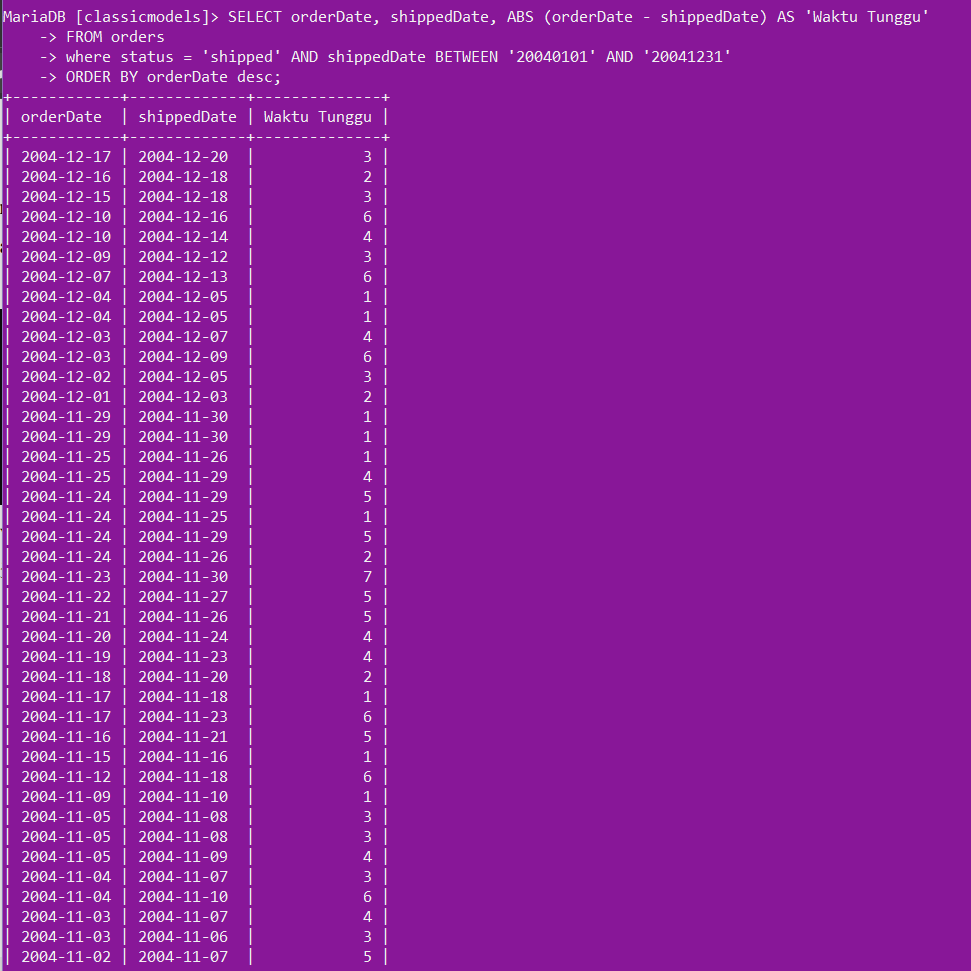 MariaDB [classicmodels]> SELECT orderDate, shippedDate, ABS (orderDate - shippedDate) AS 'Waktu Tunggu'
    -> FROM orders
    -> where status = 'shipped' AND shippedDate BETWEEN '20040101' AND '20041231'
    -> ORDER BY orderDate desc;
+------------+-------------+--------------+
| orderDate  | shippedDate | Waktu Tunggu |
+------------+-------------+--------------+
| 2004-12-17 | 2004-12-20  |            3 |
| 2004-12-16 | 2004-12-18  |            2 |
| 2004-12-15 | 2004-12-18  |            3 |
| 2004-12-10 | 2004-12-16  |            6 |
| 2004-12-10 | 2004-12-14  |            4 |
| 2004-12-09 | 2004-12-12  |            3 |
| 2004-12-07 | 2004-12-13  |            6 |
| 2004-12-04 | 2004-12-05  |            1 |
| 2004-12-04 | 2004-12-05  |            1 |
| 2004-12-03 | 2004-12-07  |            4 |
| 2004-12-03 | 2004-12-09  |            6 |
| 2004-12-02 | 2004-12-05  |            3 |
| 2004-12-01 | 2004-12-03  |            2 |
| 2004-11-29 | 2004-11-30  |            1 |
| 2004-11-29 | 2004-11-30  |            1 |
| 2004-11-25 | 2004-11-26  |            1 |
| 2004-11-25 | 2004-11-29  |            4 |
| 2004-11-24 | 2004-11-29  |            5 |
| 2004-11-24 | 2004-11-25  |            1 |
| 2004-11-24 | 2004-11-29  |            5 |
| 2004-11-24 | 2004-11-26  |            2 |
| 2004-11-23 | 2004-11-30  |            7 |
| 2004-11-22 | 2004-11-27  |            5 |
| 2004-11-21 | 2004-11-26  |            5 |
| 2004-11-20 | 2004-11-24  |            4 |
| 2004-11-19 | 2004-11-23  |            4 |
| 2004-11-18 | 2004-11-20  |            2 |
| 2004-11-17 | 2004-11-18  |            1 |
| 2004-11-17 | 2004-11-23  |            6 |
| 2004-11-16 | 2004-11-21  |            5 |
| 2004-11-15 | 2004-11-16  |            1 |
| 2004-11-12 | 2004-11-18  |            6 |
| 2004-11-09 | 2004-11-10  |            1 |
| 2004-11-05 | 2004-11-08  |            3 |
| 2004-11-05 | 2004-11-08  |            3 |
| 2004-11-05 | 2004-11-09  |            4 |
| 2004-11-04 | 2004-11-07  |            3 |
| 2004-11-04 | 2004-11-10  |            6 |
| 2004-11-03 | 2004-11-07  |            4 |
| 2004-11-03 | 2004-11-06  |            3 |
| 2004-11-02 | 2004-11-07  |            5 |